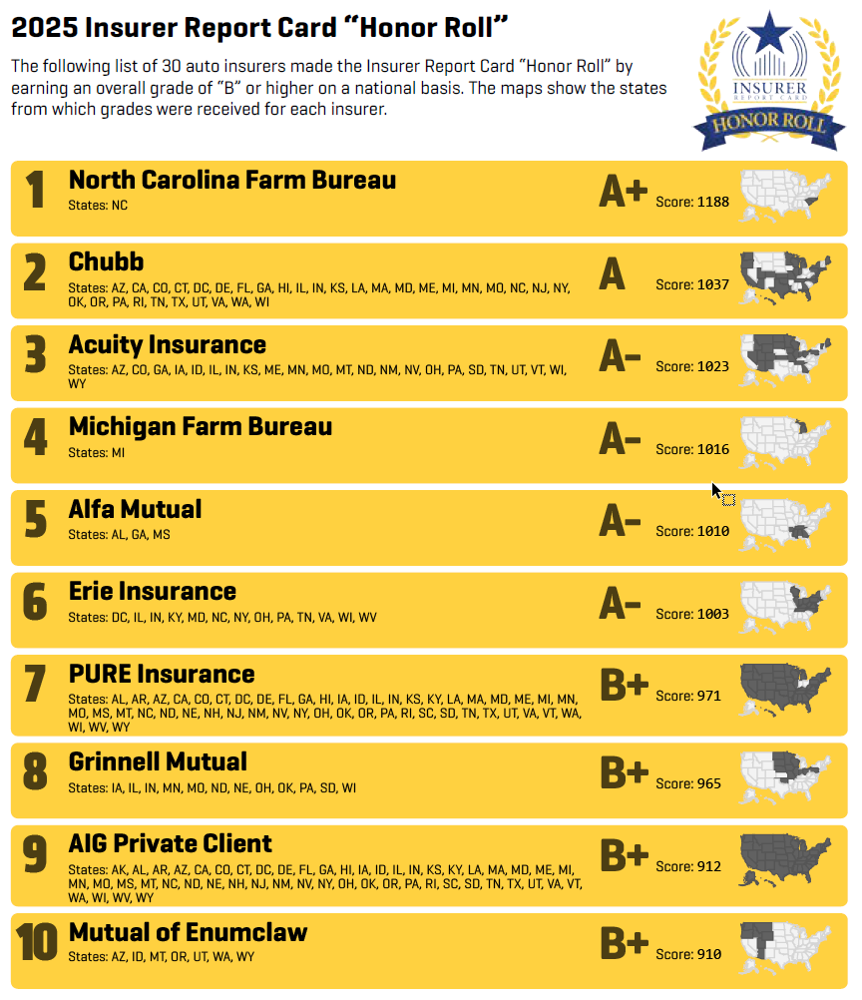 2025 Insurer Report Card “Honor Roll”
The following list of 30 auto insurers made the Insurer Report Card “Honor Roll” by
earning an overall grade of “B” or higher on a national basis. The maps show the states
from which grades were received for each insurer.
INSURER
REPORT CARD
HONOR ROLL
1
North Carolina Farm Bureau
States: NC
A+
Score: 1188
2
Chubb
States: AZ, CA, CO, CT, DC, DE, FL, GA, HI, IL, IN, KS, LA, MA, MD, ME, MI, MN, MO, NC, NJ, NY,
OK, OR, PA, RI, TN, TX, UT, VA, WA, WI
A
Score: 1037
3
Acuity Insurance
States: AZ, CO, GA, IA, ID, IL, IN, KS, ME, MN, MO, MT, ND, NM, NV, OH, PA, SD, TN, UT, VT, WI,
WY
A-
Score: 1023
4
Michigan Farm Bureau
States: MI
A-
Score: 1016
5
Alfa Mutual
States: AL, GA, MS
A-
Score: 1010
6
Erie Insurance
States: DC, IL, IN, KY, MD, NC, NY, OH, PA, TN, VA, WI, WV
A-
Score: 1003
7
PURE Insurance
States: AL, AR, AZ, CA, CO, CT, DC, DE, FL, GA, HI, IA, ID, IL, IN, KS, KY, LA, MA, MD, ME, MI, MN,
MO, MS, MT, NC, ND, NE, NH, NJ, NM, NV, NY, OH, OK, OR, PA, RI, SC, SD, TN, TX, UT, VA, VT, WA,
WI, WV, WY
B+
Score: 971
8
Grinnell Mutual
States: IA, IL, IN, MN, MO, ND, NE, OH, OK, PA, SD, WI
B+
Score: 965
9
AIG Private Client
States: AK, AL, AR, AZ, CA, CO, CT, DC, DE, FL, GA, HI, IA, ID, IL, IN, KS, KY, LA, MA, MD, ME, MI,
MN, MO, MS, MT, NC, ND, NE, NH, NJ, NM, NV, NY, OH, OK, OR, PA, RI, SC, SD, TN, TX, UT, VA, VT,
WA, WI, WV, WY
B+
Score: 912
10
Mutual of Enumclaw
States: AZ, ID, MT, OR, UT, WA, WY
B+
Score: 910